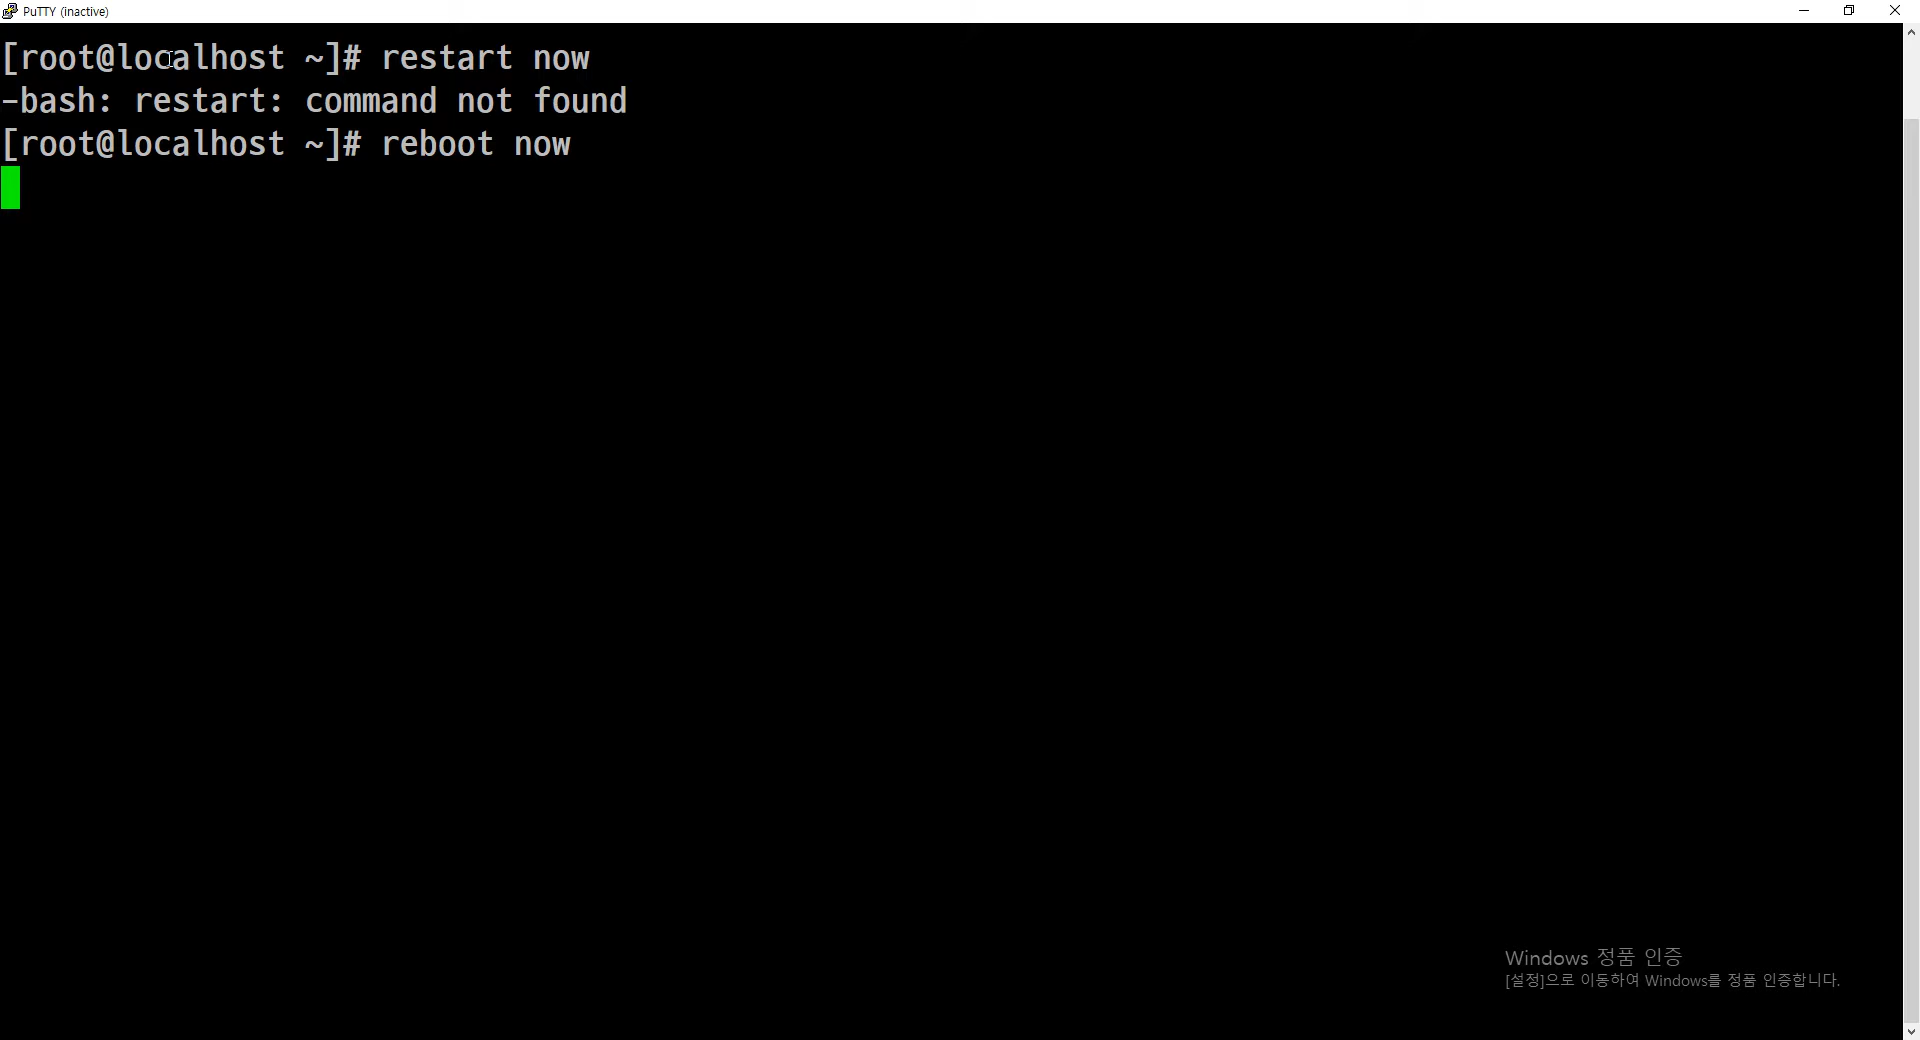 PuTTY (inactive)
[root@localhost ~]# restart now
-bash: restart: command not found
[root@localhost ~]# reboot now
Windows 정품 인증
[설정]으로 이동하여 Windows를 정품 인증합니다.